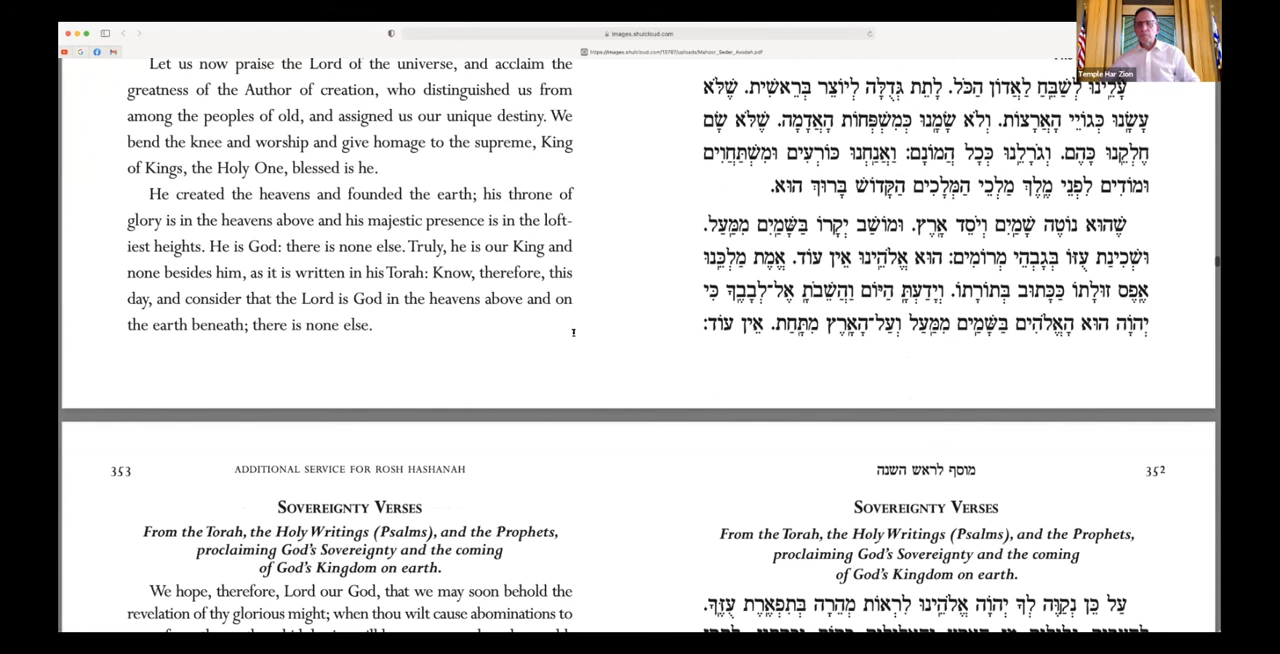 images.shulcloud.com
https://images.shulcloud.com/13787/uploads/Mahzor_Seder_Avodah.pdf
Temple Har Zion
Let us now praise the Lord of the universe, and acclaim the
greatness of the Author of creation, who distinguished us from
among the peoples of old, and assigned us our unique destiny. We
bend the knee and worship and give homage to the supreme, King
of Kings, the Holy One, blessed is he.
He created the heavens and founded the earth; his throne of
glory is in the heavens above and his majestic presence is in the loft-
iest heights. He is God: there is none else. Truly, he is our King and
none besides him, as it is written in his Torah: Know, therefore, this
day, and consider that the Lord is God in the heavens above and on
the earth beneath; there is none else.
עָלֵֽינוּ לְשַׁבֵּֽחַ לַאֲדוֹן הַכֹּל. לָתֵת גְּדֻלָּה לְיוֹצֵר בְּרֵאשִׁית. שֶׁלֹּא
עָשָֽׂנוּ כְּגוֹיֵי הָאֲרָצוֹת. וְלֹא שָׂמָֽנוּ כְּמִשְׁפְּחוֹת הָאֲדָמָה. שֶׁלֹּא שָׂם
חֶלְקֵֽנוּ כָּהֶם. וְגֹרָלֵֽנוּ כְּכָל הֲמוֹנָם: וַאֲנַֽחְנוּ כּוֹרְעִים וּמִשְׁתַּחֲוִים
וּמוֹדִים לִפְנֵי מֶֽלֶךְ מַלְכֵי הַמְּלָכִים הַקָּדוֹשׁ בָּרוּךְ הוּא.
שֶׁהוּא נוֹטֶה שָׁמַֽיִם וְיֹסֵד אָֽרֶץ. וּמוֹשַׁב יְקָרוֹ בַּשָּׁמַֽיִם מִמַּֽעַל.
וּשְׁכִינַת עֻזּוֹ בְּגָבְהֵי מְרוֹמִים: הוּא אֱלֹהֵֽינוּ אֵין עוֹד. אֱמֶת מַלְכֵּֽנוּ
אֶֽפֶס זוּלָתוֹ כַּכָּתוּב בְּתוֹרָתוֹ. וְיָדַעְתָּֽ הַיּוֹם וַהֲשֵׁבֹתָֽ אֶל־לְבָבֶֽךָ כִּי
יְהֹוָה הוּא הָאֱלֹהִים בַּשָּׁמַֽיִם מִמַּֽעַל וְעַל־הָאָֽרֶץ מִתָּֽחַת. אֵין עוֹד:
353
ADDITIONAL SERVICE FOR ROSH HASHANAH
SOVEREIGNTY VERSES
From the Torah, the Holy Writings (Psalms), and the Prophets,
proclaiming God's Sovereignty and the coming
of God's Kingdom on earth.
We hope, therefore, Lord our God, that we may soon behold the
revelation of thy glorious might; when thou wilt cause abominations to
מוסף לראש השנה
352
SOVEREIGNTY VERSES
From the Torah, the Holy Writings (Psalms), and the Prophets,
proclaiming God's Sovereignty and the coming
of God's Kingdom on earth.
עַל כֵּן נְקַוֶּה לְּךָ יְהֹוָה אֱלֹהֵֽינוּ לִרְאוֹת מְהֵרָה בְּתִפְאֶֽרֶת עֻזֶּֽךָ.